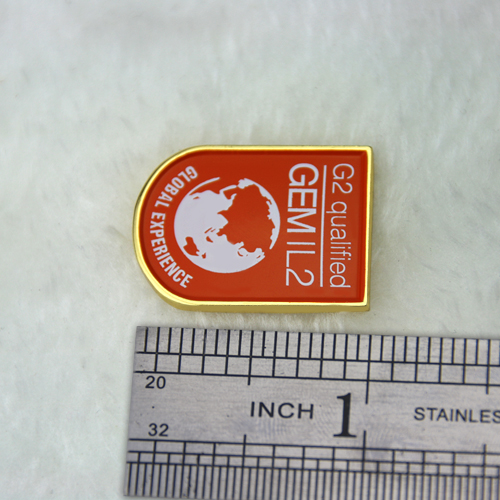 GLOBAL EXPERIENCE
G2 qualified
GEM IL2
20
32
INCH 1
STAINLES